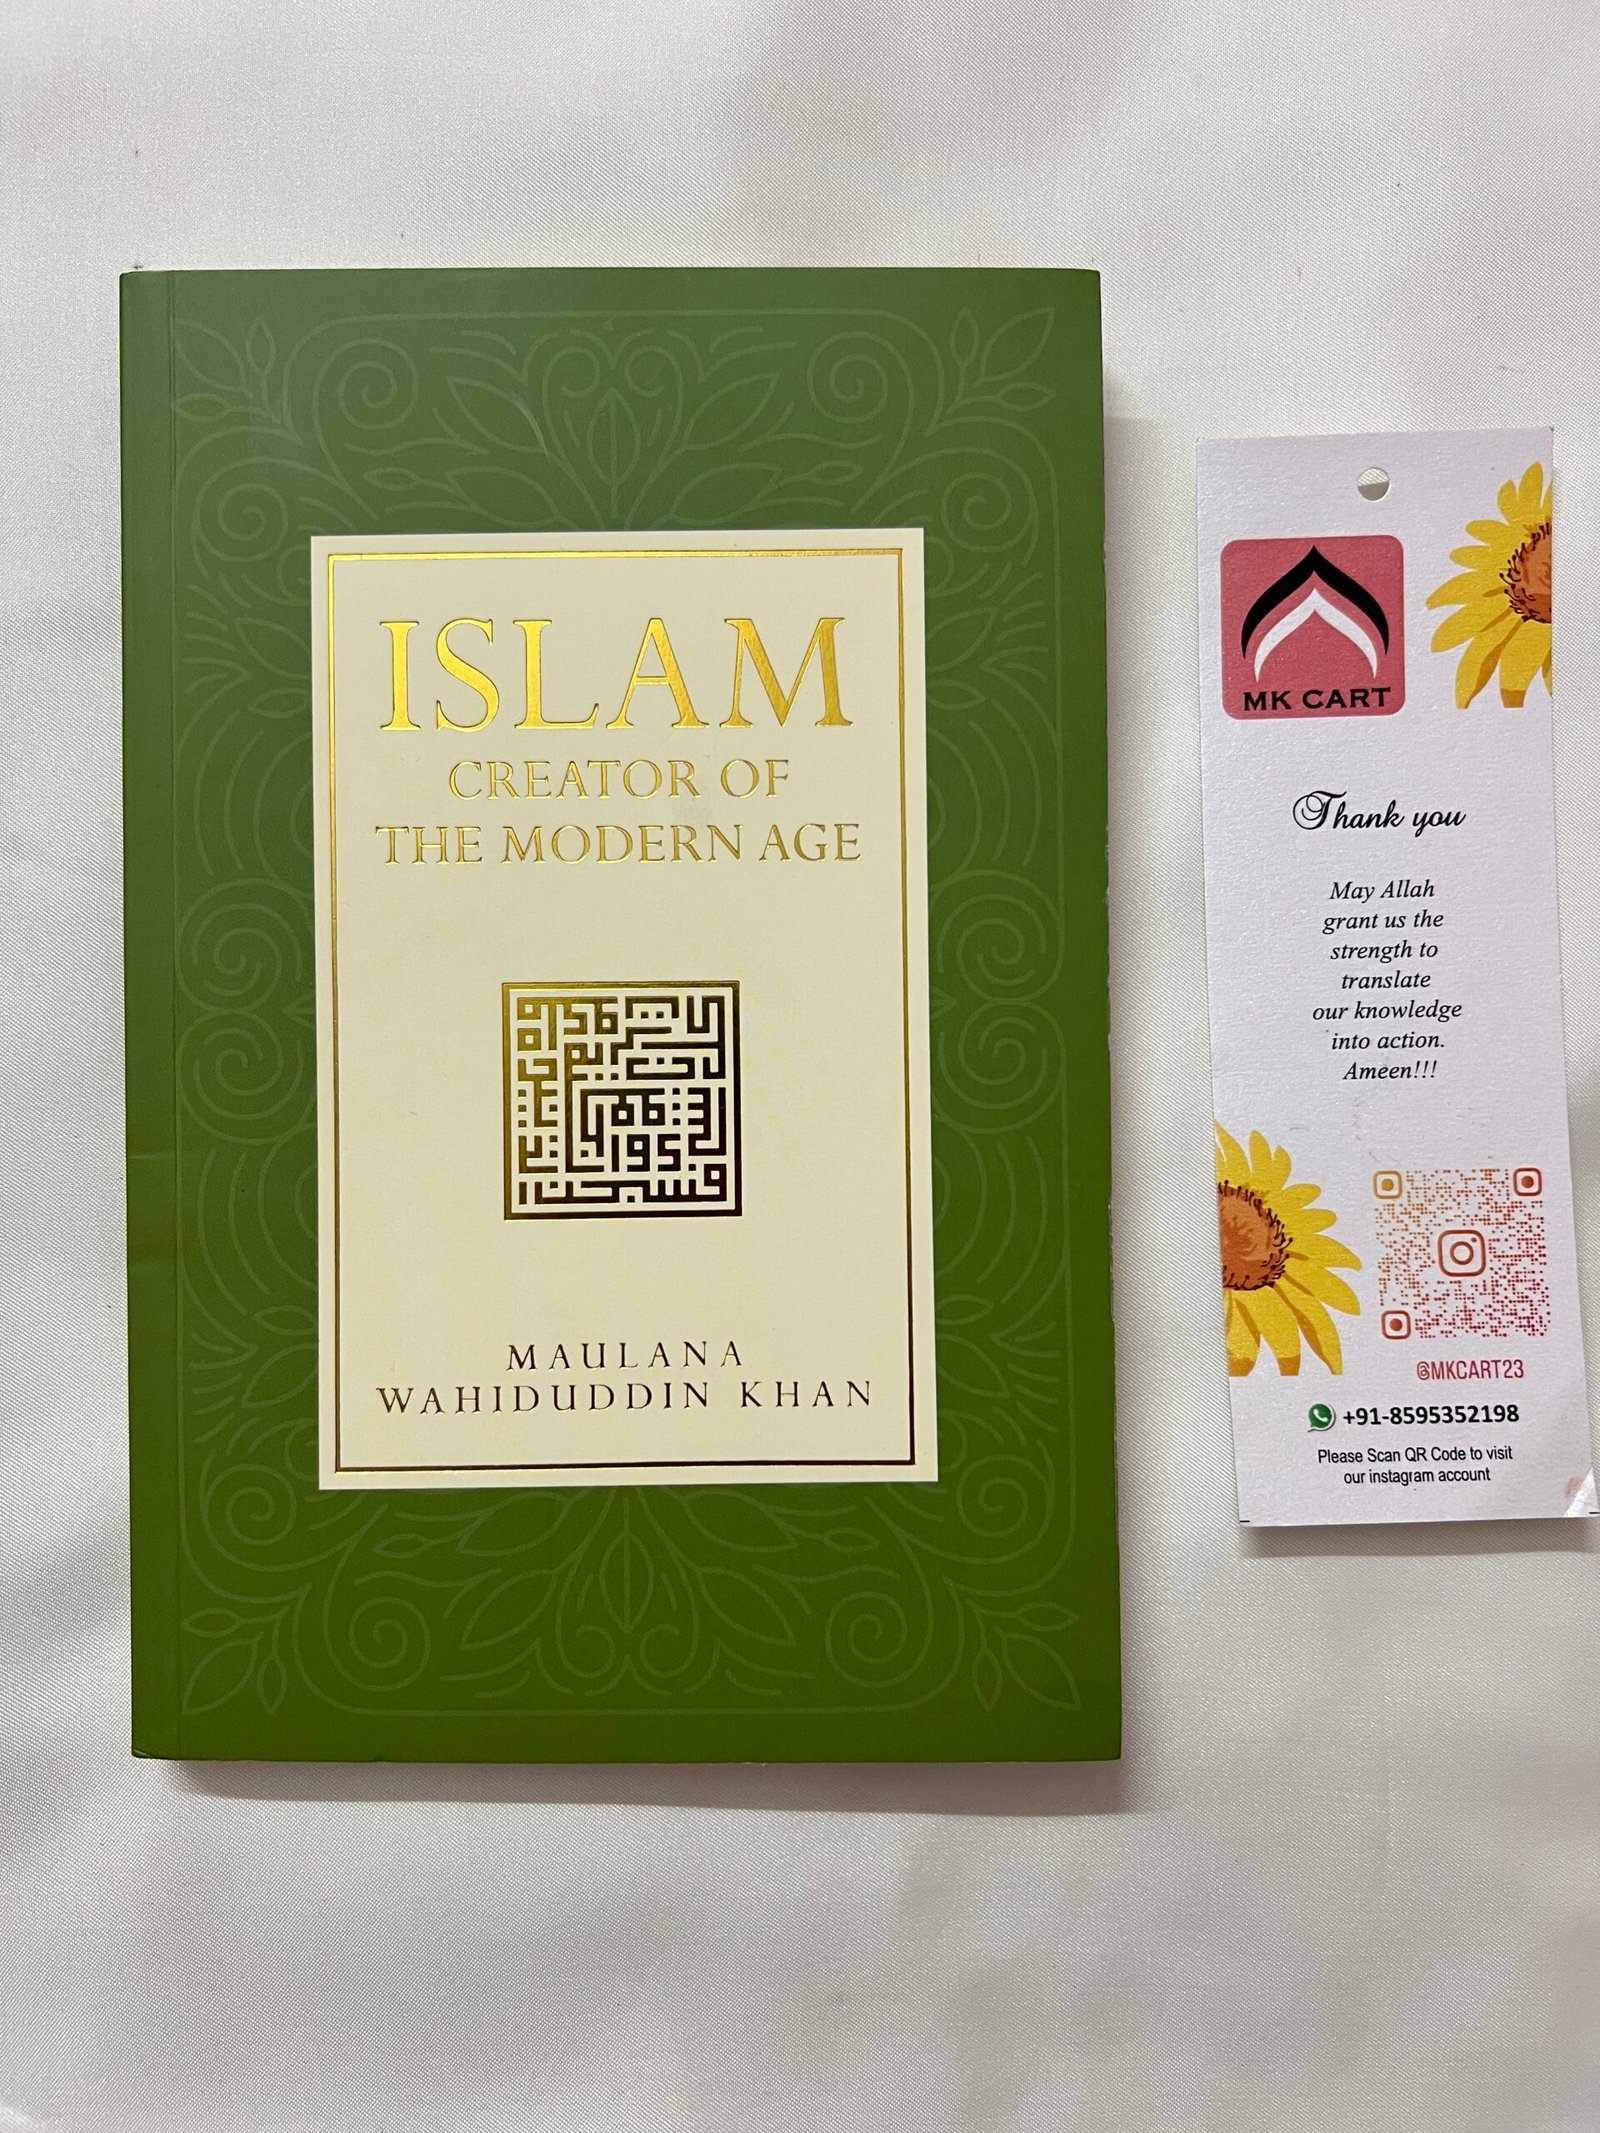 ISLAM
CREATOR OF
THE MODERN AGE
MAULANA
WAHIDUDDIN KHAN
MK CART
Thank you
May Allah
grant us the
strength to
translate
our knowledge
into action.
Ameen!!!
@MKCART23
+91-8595352198
Please Scan QR Code to visit
our instagram account